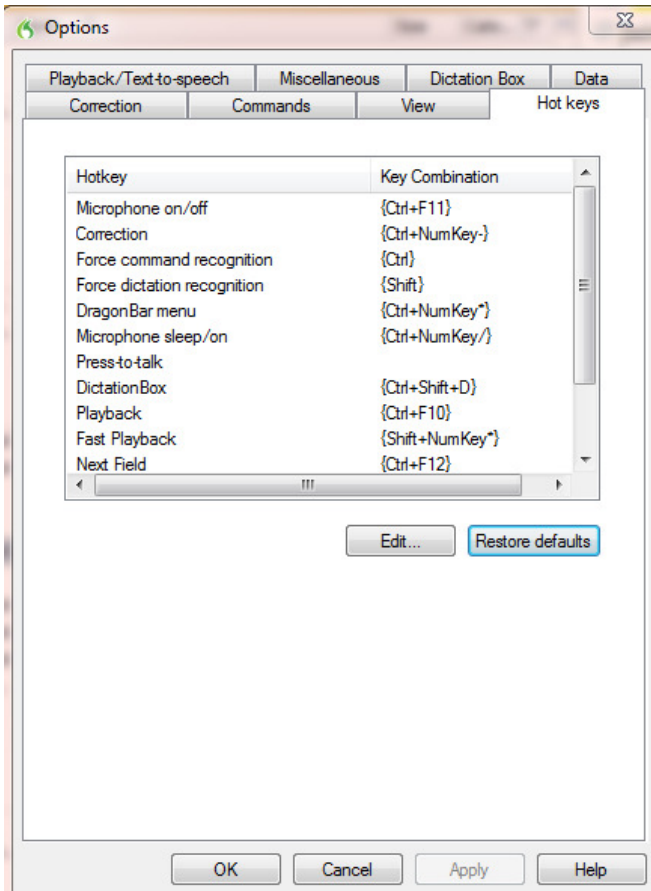 Options
Playback/Text-to-speech Miscellaneous Dictation Box Data
Correction Commands View Hot keys
Hotkey Key Combination
Microphone on/off {Ctrl+F11}
Correction {Ctrl+NumKey-}
Force command recognition {Ctrl}
Force dictation recognition {Shift}
DragonBar menu {Ctrl+NumKey*}
Microphone sleep/on {Ctrl+NumKey/}
Press-to-talk
DictationBox {Ctrl+Shift+D}
Playback {Ctrl+F10}
Fast Playback {Shift+NumKey*}
Next Field {Ctrl+F12}
Edit... Restore defaults
OK Cancel Apply Help